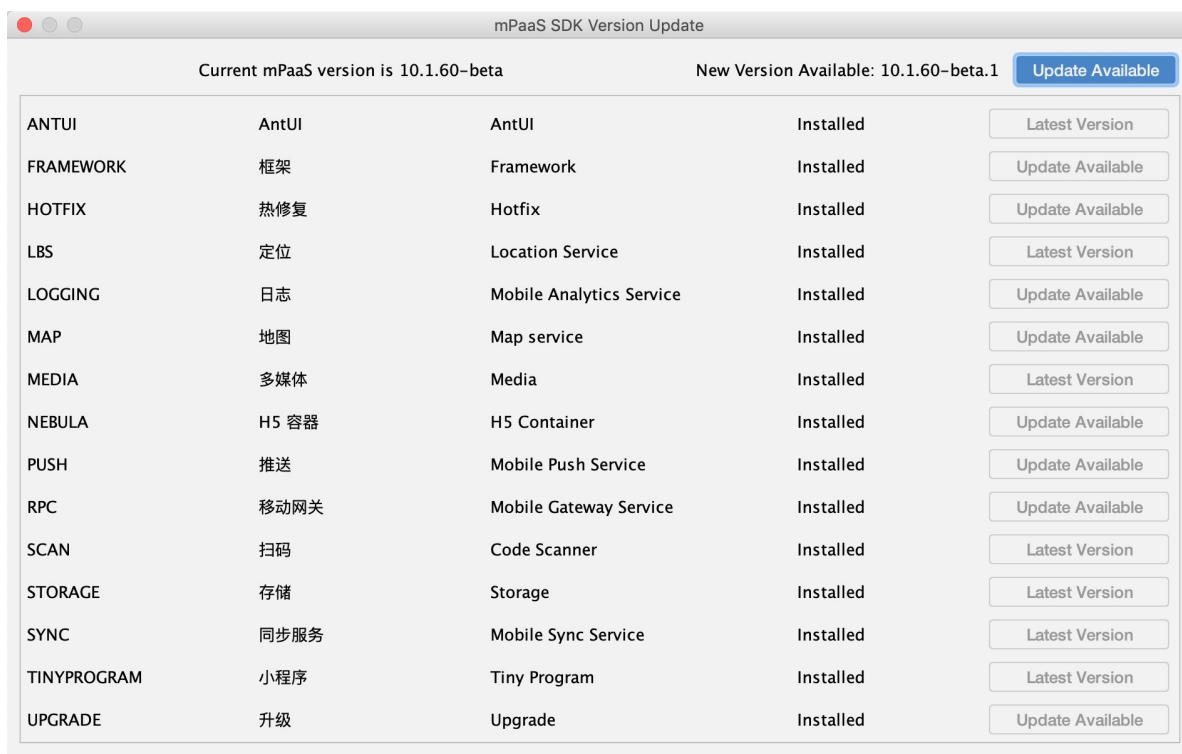 mPaaS SDK Version Update
Current mPaaS version is 10.1.60-beta New Version Available: 10.1.60-beta.1 Update Available
ANTUI AntUI AntUI Installed Latest Version
FRAMEWORK 框架 Framework Installed Update Available
HOTFIX 热修复 Hotfix Installed Update Available
LBS 定位 Location Service Installed Latest Version
LOGGING 日志 Mobile Analytics Service Installed Update Available
MAP 地图 Map service Installed Update Available
MEDIA 多媒体 Media Installed Latest Version
NEBULA H5 容器 H5 Container Installed Update Available
PUSH 推送 Mobile Push Service Installed Update Available
RPC 移动网关 Mobile Gateway Service Installed Update Available
SCAN 扫码 Code Scanner Installed Latest Version
STORAGE 存储 Storage Installed Latest Version
SYNC 同步服务 Mobile Sync Service Installed Latest Version
TINYPROGRAM 小程序 Tiny Program Installed Latest Version
UPGRADE 升级 Upgrade Installed Update Available